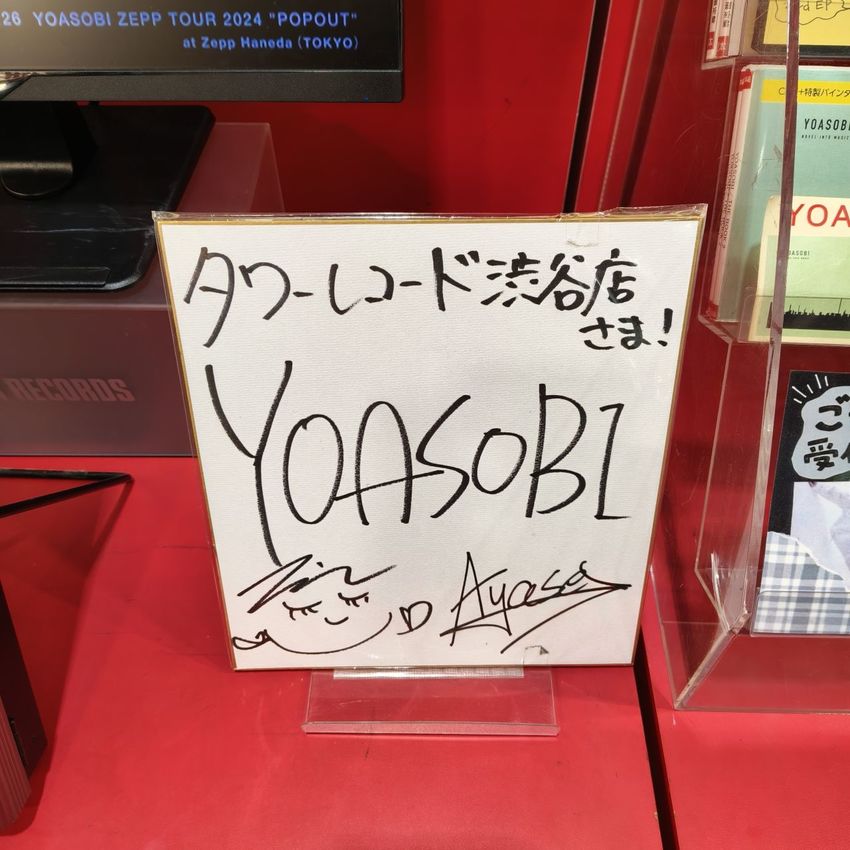 26 YOASOBI ZEPP TOUR 2024 "POPOUT"
at Zepp Haneda (TOKYO)
タワーレコード渋谷店
さま!
YOASOBI
Ayase
RECORDS
YOASOBI
YOA
YOASOBI